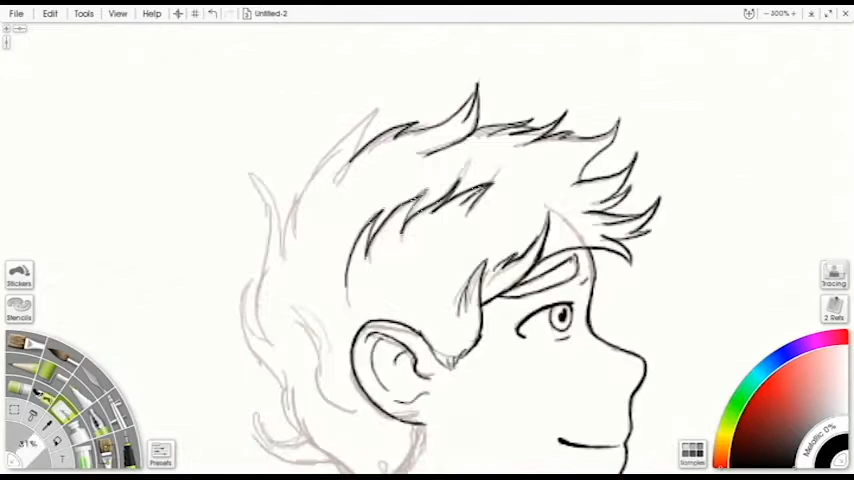 File Edit Tools View Help Untitled-2 300%
Stickers Tracing
Stencils 2 Refs
31%
T
Presets Samples Metallic 0%